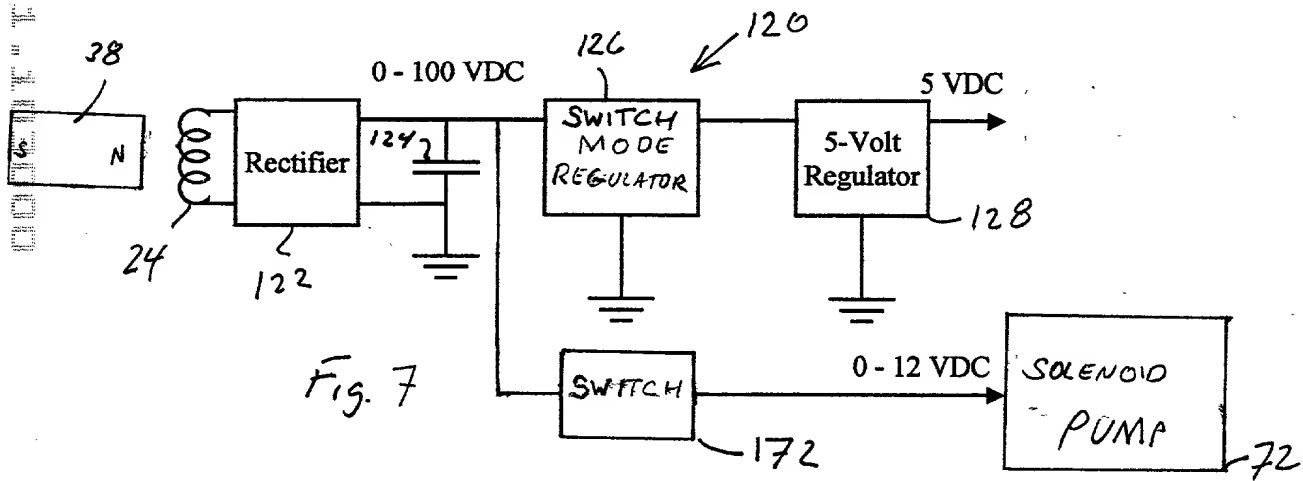 120
38
126
0 - 100 VDC
5 VDC
S
N
Rectifier
124
SWITCH
MODE
REGULATOR
5-Volt
Regulator
128
24
122
Fig. 7
SWITCH
0 - 12 VDC
SOLENOID
PUMP
172
72